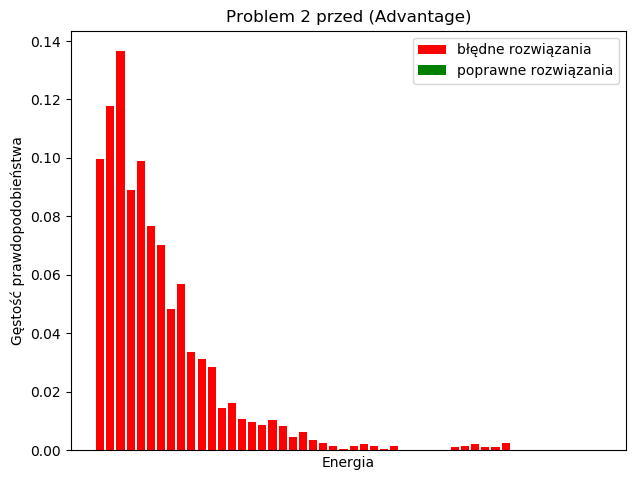 Problem 2 przed (Advantage)
błędne rozwiązania
poprawne rozwiązania
0.14
0.12
0.10
0.08
0.06
0.04
0.02
0.00
Gęstość prawdopodobieństwa
Energia